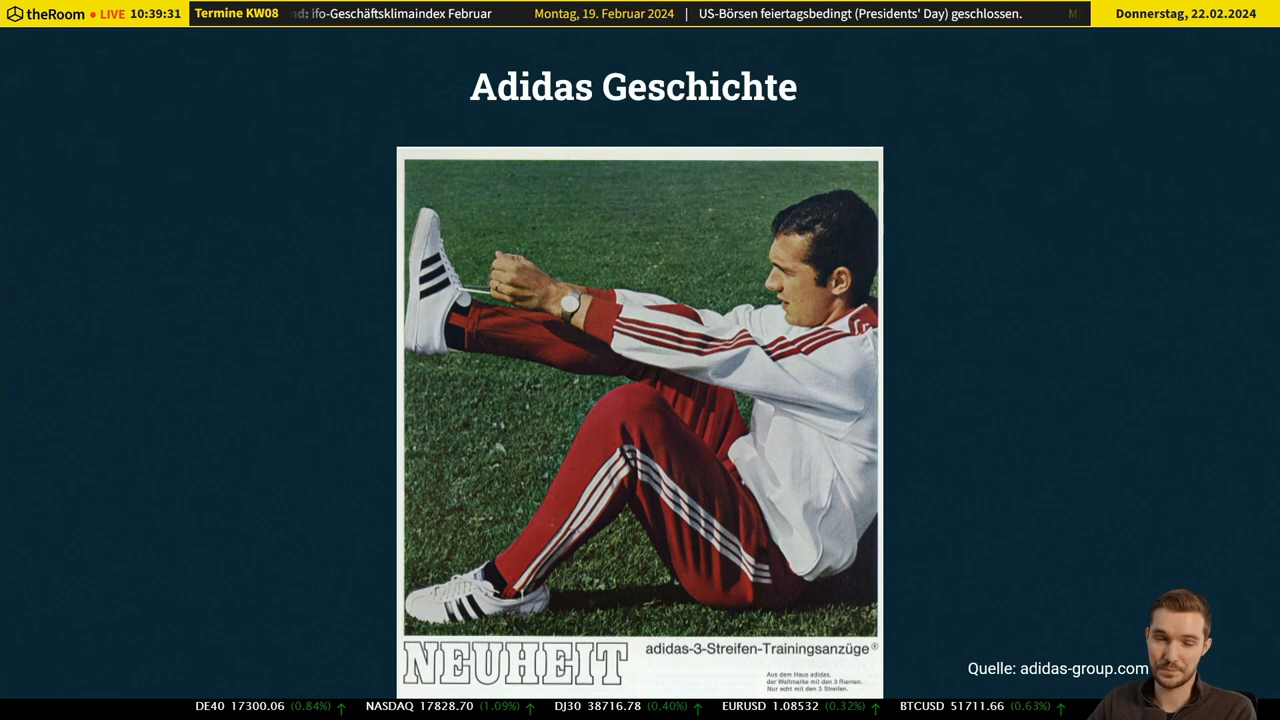 theRoom ● LIVE 10:39:31
Termine KW08
nd: ifo-Geschäftsklimaindex Februar
Montag, 19. Februar 2024 | US-Börsen feiertagsbedingt (Presidents' Day) geschlossen.
Donnerstag, 22.02.2024
Adidas Geschichte
NEUHEIT
adidas-3-Streifen-Trainingsanzüge®
Aus dem Haus adidas,
der Weltmarke mit den 3 Riemen.
Nur echt mit den 3 Streifen.
Quelle: adidas-group.com
DE40 17300.06 (0.84%) ↑ NASDAQ 17828.70 (1.09%) ↑ DJ30 38716.78 (0.40%) ↑ EURUSD 1.08532 (0.32%) ↑ BTCUSD 51711.66 (0.63%) ↑